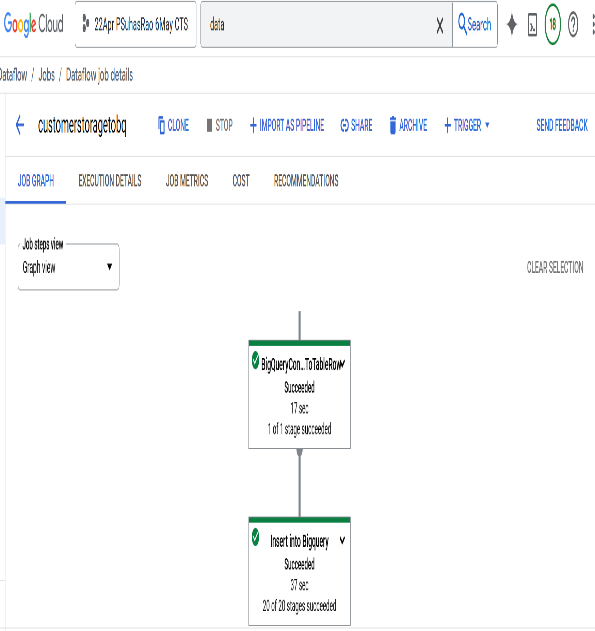 Google Cloud
22Apr PSuhasRao 6May CTS
data
Search
18
Dataflow / Jobs / Dataflow job details
customerstoragetobq
CLONE
STOP
IMPORT AS PIPELINE
SHARE
ARCHIVE
TRIGGER
SEND FEEDBACK
JOB GRAPH
EXECUTION DETAILS
JOB METRICS
COST
RECOMMENDATIONS
Job steps view
Graph view
CLEAR SELECTION
BigQueryCon...ToTableRow
Succeeded
17 sec
1 of 1 stage succeeded
Insert into Bigquery
Succeeded
37 sec
20 of 20 stages succeeded